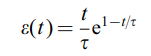 ε(t) = t/τ e^{1−t/τ}